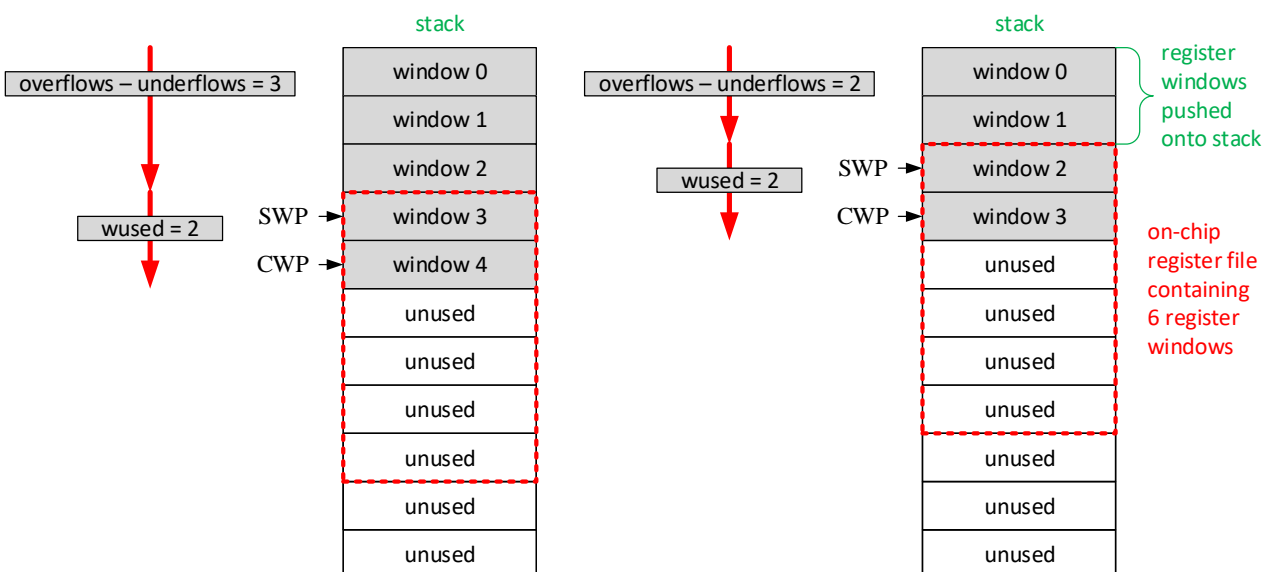 stack
overflows – underflows = 3
wused = 2
SWP
CWP
window 0
window 1
window 2
window 3
window 4
unused
unused
unused
unused
unused
unused
stack
overflows – underflows = 2
wused = 2
SWP
CWP
window 0
window 1
window 2
window 3
unused
unused
unused
unused
unused
unused
unused
register
windows
pushed
onto stack
on-chip
register file
containing
6 register
windows